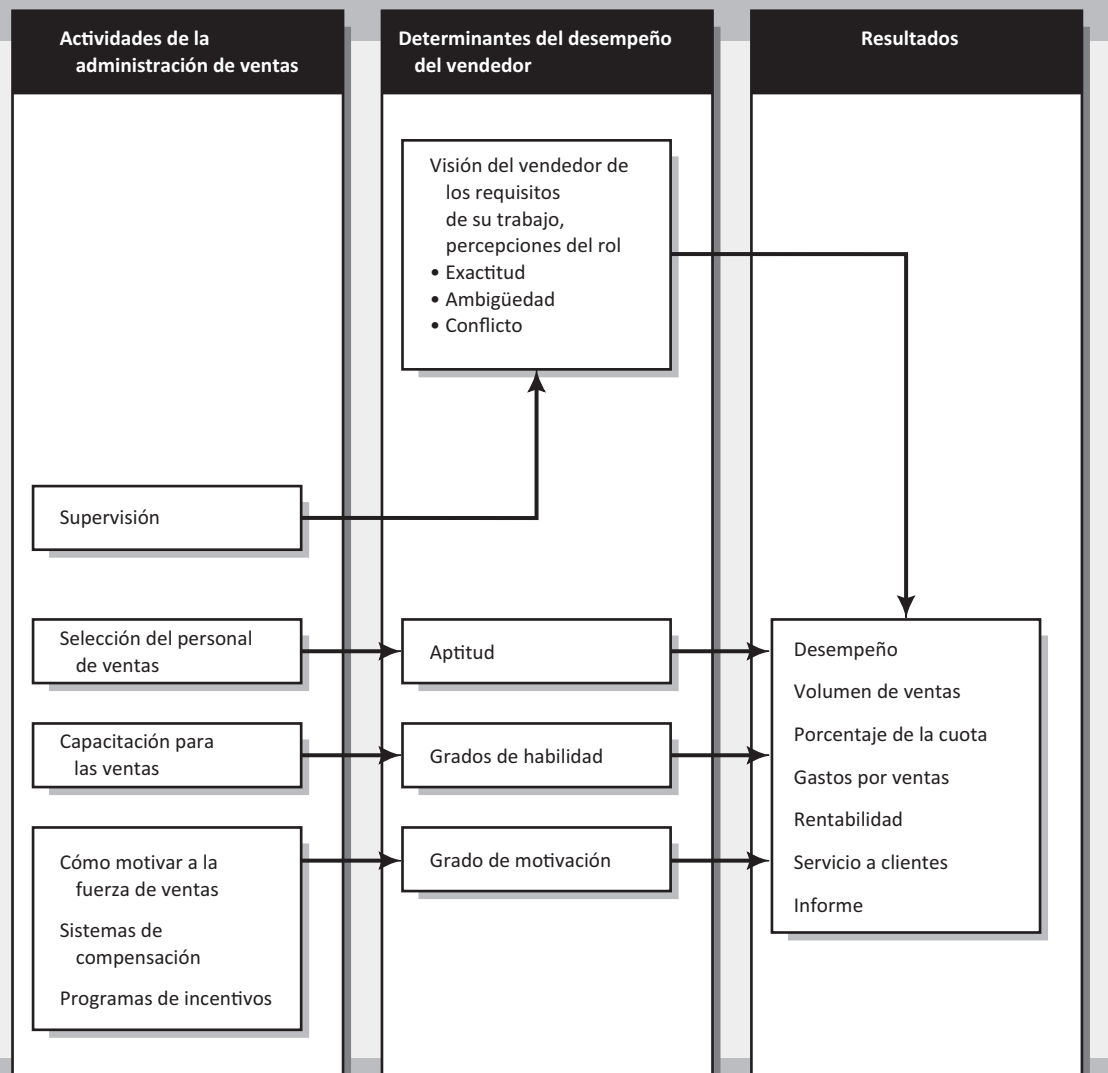 Actividades de la
administración de ventas
Determinantes del desempeño
del vendedor
Resultados
Visión del vendedor de
los requisitos
de su trabajo,
percepciones del rol
• Exactitud
• Ambigüedad
• Conflicto
Supervisión
Selección del personal
de ventas
Aptitud
Capacitación para
las ventas
Grados de habilidad
Cómo motivar a la
fuerza de ventas
Sistemas de
compensación
Programas de incentivos
Grado de motivación
Desempeño
Volumen de ventas
Porcentaje de la cuota
Gastos por ventas
Rentabilidad
Servicio a clientes
Informe